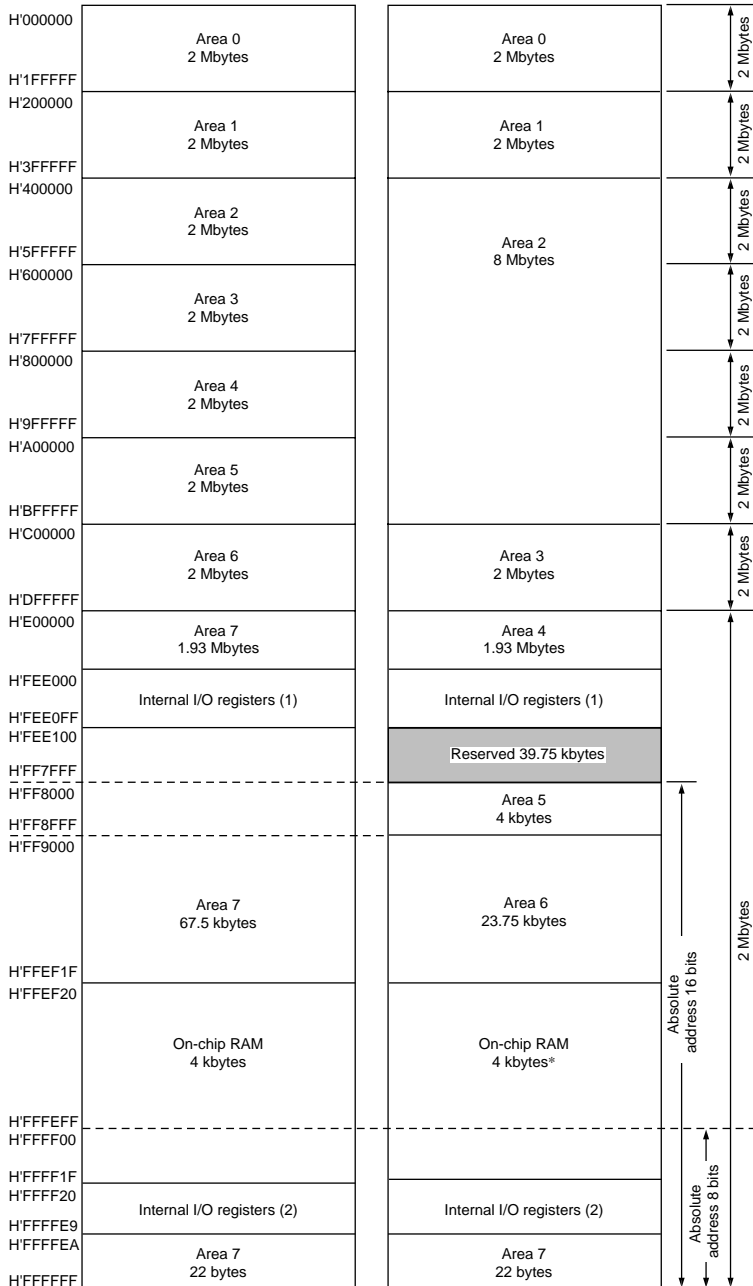 H'000000
H'1FFFFF
H'200000
H'3FFFFF
H'400000
H'5FFFFF
H'600000
H'7FFFFF
H'800000
H'9FFFFF
H'A00000
H'BFFFFF
H'C00000
H'DFFFFF
H'E00000
H'FEE000
H'FEE0FF
H'FEE100
H'FF7FFF
H'FF8000
H'FF8FFF
H'FF9000
H'FFEF1F
H'FFEF20
H'FFFEFF
H'FFFF00
H'FFFF1F
H'FFFF20
H'FFFFE9
H'FFFFEA
H'FFFFFF
Area 0
2 Mbytes
Area 1
2 Mbytes
Area 2
2 Mbytes
Area 3
2 Mbytes
Area 4
2 Mbytes
Area 5
2 Mbytes
Area 6
2 Mbytes
Area 7
1.93 Mbytes
Internal I/O registers (1)
Area 7
67.5 kbytes
On-chip RAM
4 kbytes
Internal I/O registers (2)
Area 7
22 bytes
Area 0
2 Mbytes
Area 1
2 Mbytes
Area 2
8 Mbytes
Area 3
2 Mbytes
Area 4
1.93 Mbytes
Internal I/O registers (1)
Reserved 39.75 kbytes
Area 5
4 kbytes
Area 6
23.75 kbytes
On-chip RAM
4 kbytes*
Internal I/O registers (2)
Area 7
22 bytes
2 Mbytes
2 Mbytes
2 Mbytes
2 Mbytes
2 Mbytes
2 Mbytes
2 Mbytes
2 Mbytes
Absolute
address 16 bits
Absolute
address 8 bits